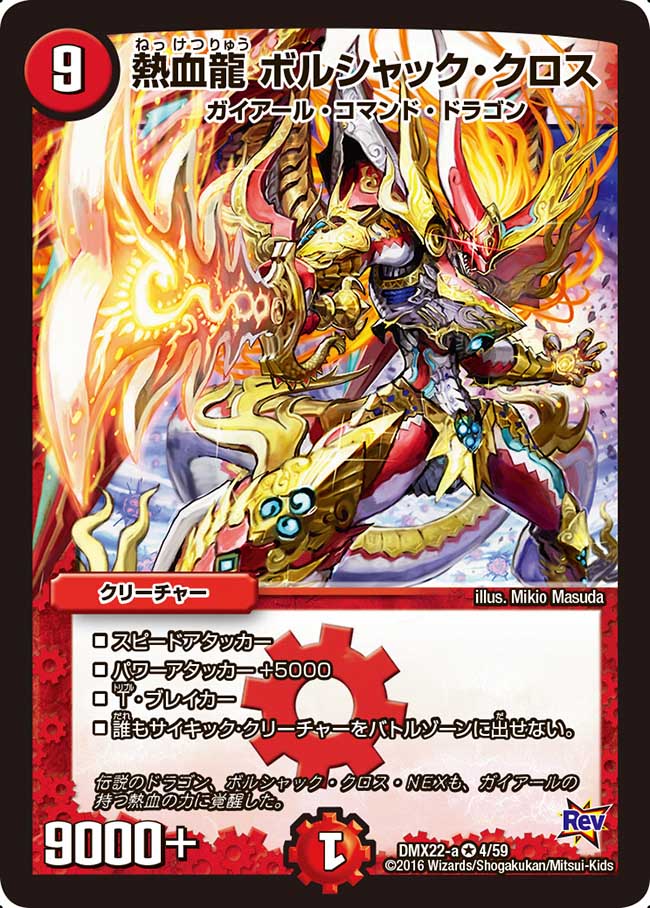 9
ねっけつりゅう
熱血龍 ボルシャック・クロス
ガイアール・コマンド・ドラゴン
クリーチャー
illus. Mikio Masuda
■ スピードアタッカー
■ パワーアタッカー+5000
トリプル
■ T・ブレイカー
だれ だ
■ 誰もサイキック・クリーチャーをバトルゾーンに出せない。
伝説のドラゴン、ボルシャック・クロス・NEXも、ガイアールの
持つ熱血の力に覚醒した。
Rev
9000+
1
DMX22-a ✪ 4/59
©2016 Wizards/Shogakukan/Mitsui-Kids